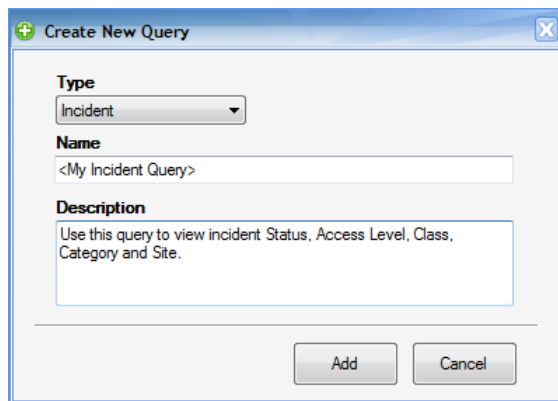 Create New Query
Type
Incident
Name
<My Incident Query>
Description
Use this query to view incident Status, Access Level, Class,
Category and Site.
Add
Cancel